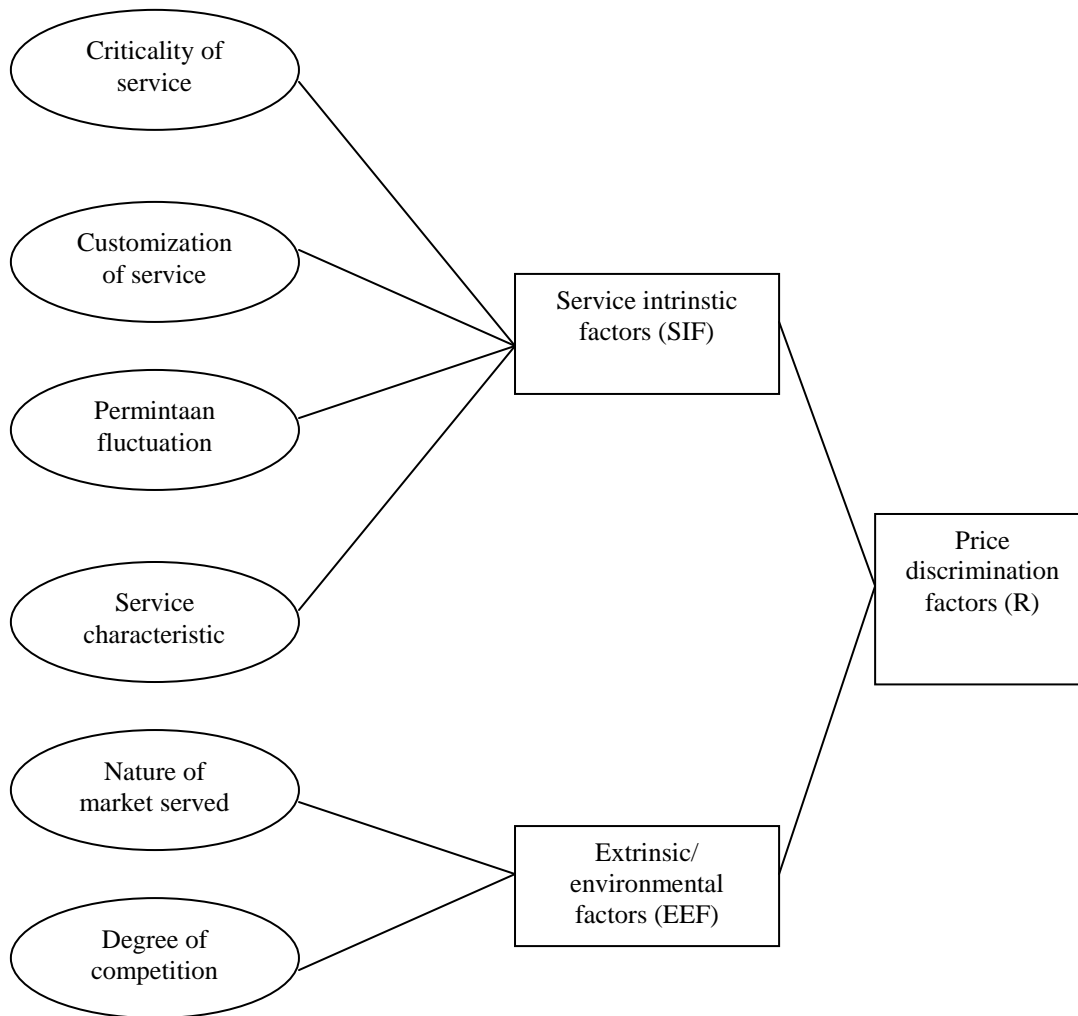 Criticality of
service
Customization
of service
Service intrinstic
factors (SIF)
Permintaan
fluctuation
Price
discrimination
factors (R)
Service
characteristic
Nature of
market served
Extrinsic/
environmental
factors (EEF)
Degree of
competition